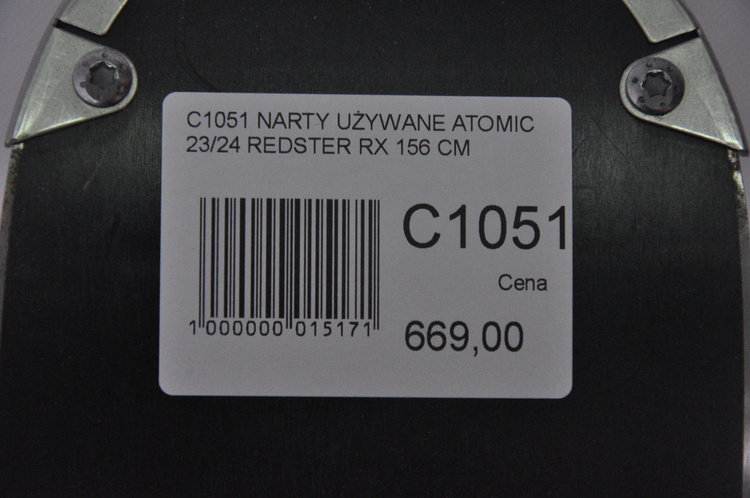 C1051 NARTY UŻYWANE ATOMIC
23/24 REDSTER RX 156 CM
C1051
Cena
1 000000 015171
669,00